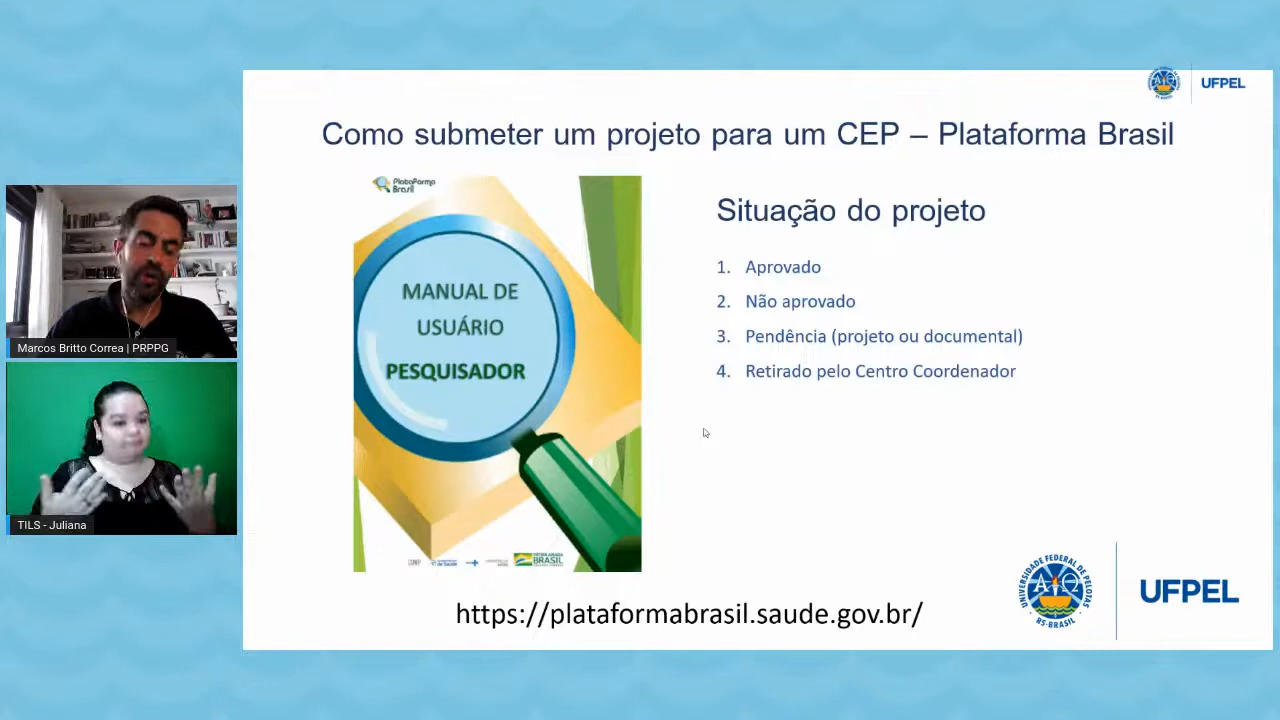 UFPEL
Como submeter um projeto para um CEP – Plataforma Brasil
PlataForma
Brasil
MANUAL DE
USUÁRIO
PESQUISADOR
BRASIL
Situação do projeto
1. Aprovado
2. Não aprovado
3. Pendência (projeto ou documental)
4. Retirado pelo Centro Coordenador
https://plataformabrasil.saude.gov.br/
UNIVERSIDADE FEDERAL DE PELOTAS
RS-BRASIL
UFPEL
Marcos Britto Correa | PRPPG
TILS - Juliana